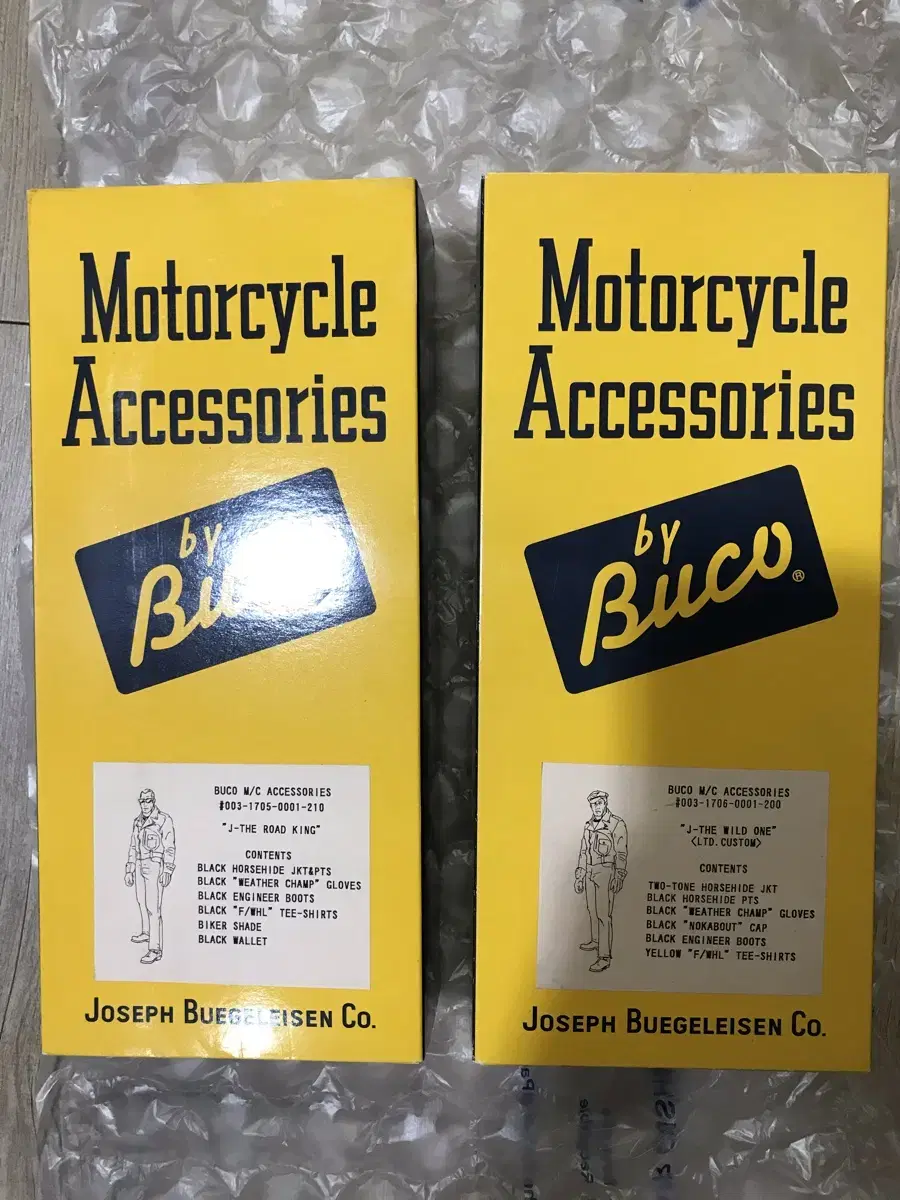 Motorcycle
Accessories
by
Bu
BUCO M/C ACCESSORIES
#003-1705-0001-210
"J-THE ROAD KING"
CONTENTS
BLACK HORSEHIDE JKT&PTS
BLACK "WEATHER CHAMP" GLOVES
BLACK ENGINEER BOOTS
BLACK "F/WHL" TEE-SHIRTS
BIKER SHADE
BLACK WALLET
JOSEPH BUEGELEISEN CO.
Motorcycle
Accessories
by
Buco®
BUCO M/C ACCESSORIES
#003-1706-0001-200
"J-THE WILD ONE"
<LTD.CUSTOM>
CONTENTS
TWO-TONE HORSEHIDE JKT
BLACK HORSEHIDE PTS
BLACK "WEATHER CHAMP" GLOVES
BLACK "NOKABOUT" CAP
BLACK ENGINEER BOOTS
YELLOW "F/WHL" TEE-SHIRTS
JOSEPH BUEGELEISEN CO.